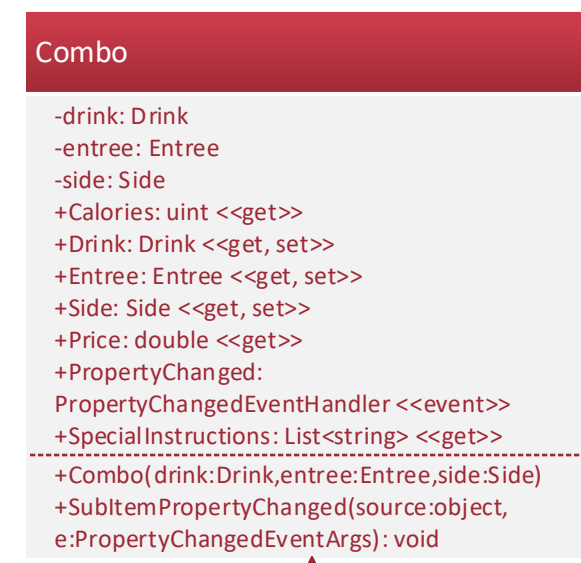 Combo
-drink: Drink
-entree: Entree
-side: Side
+Calories: uint <<get>>
+Drink: Drink <<get, set>>
+Entree: Entree <<get, set>>
+Side: Side <<get, set>>
+Price: double <<get>>
+PropertyChanged:
PropertyChangedEventHandler <<event>>
+SpecialInstructions: List<string> <<get>>
+Combo(drink:Drink,entree:Entree,side:Side)
+SubItemPropertyChanged(source:object,
e:PropertyChangedEventArgs): void